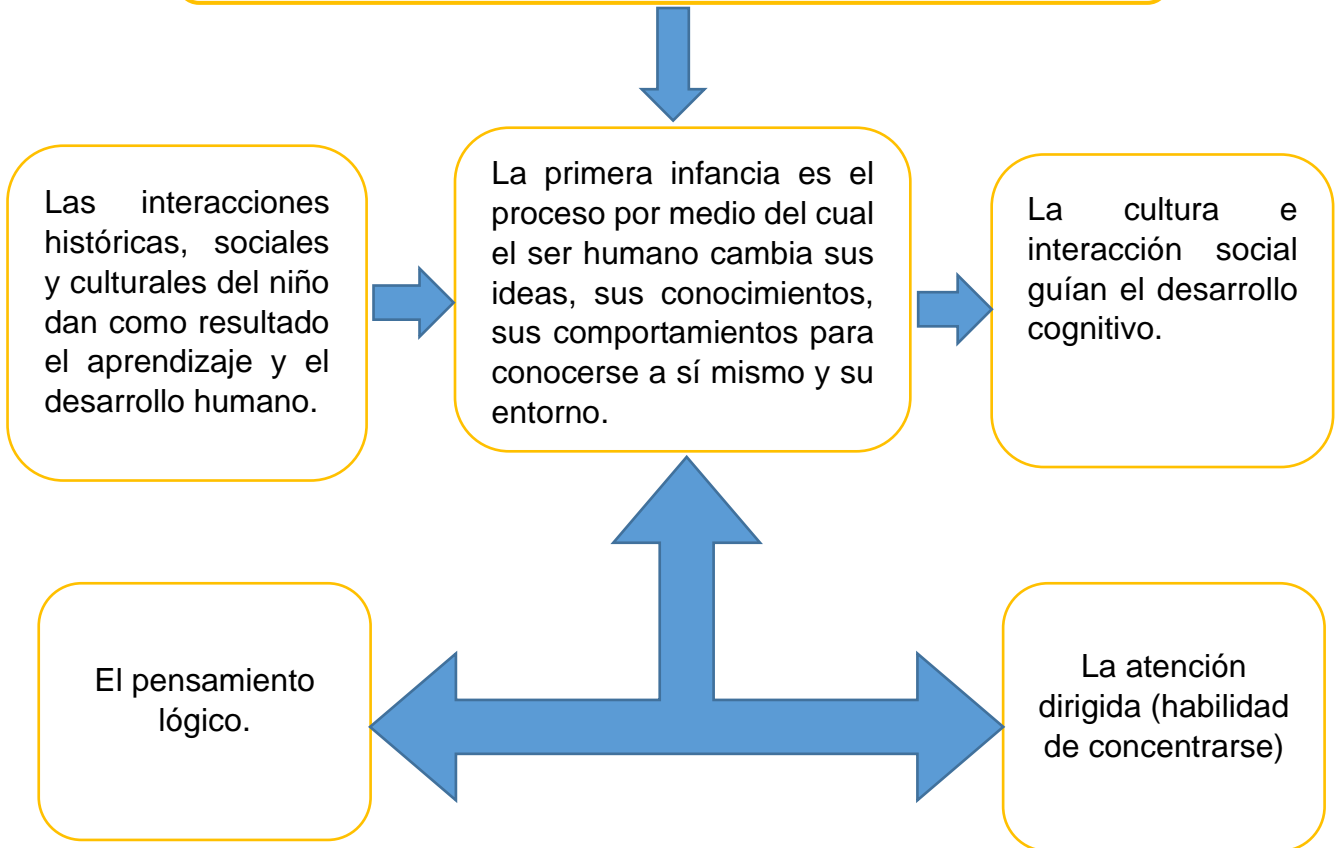 Las interacciones
históricas, sociales
y culturales del niño
dan como resultado
el aprendizaje y el
desarrollo humano.
La primera infancia es el
proceso por medio del cual
el ser humano cambia sus
ideas, sus conocimientos,
sus comportamientos para
conocerse a sí mismo y su
entorno.
La cultura e
interacción social
guían el desarrollo
cognitivo.
El pensamiento
lógico.
La atención
dirigida (habilidad
de concentrarse)